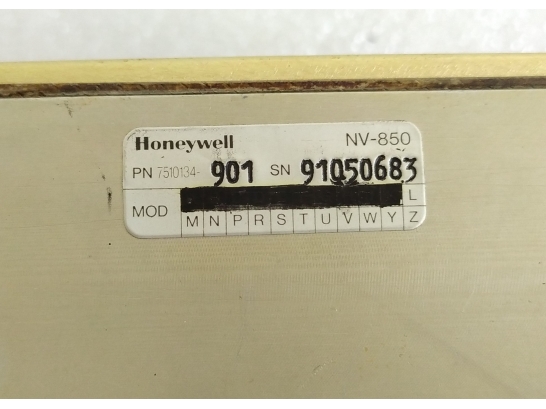 Honeywell NV-850
PN 7510134- 901 SN 91050683
MOD L
M N P R S T U V W Y Z